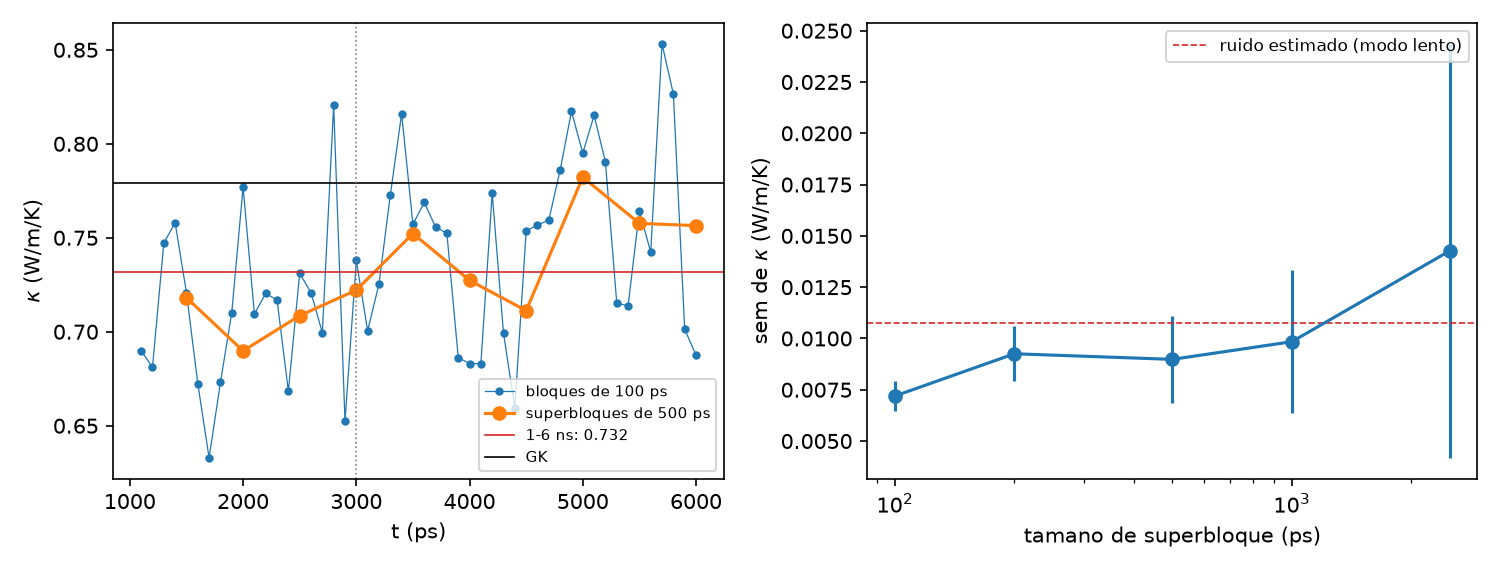 0.85
0.80
0.75
0.70
0.65
κ (W/m/K)
1000
2000
3000
4000
5000
6000
t (ps)
bloques de 100 ps
superbloques de 500 ps
1-6 ns: 0.732
GK
0.0250
0.0225
0.0200
0.0175
0.0150
0.0125
0.0100
0.0075
0.0050
sem de κ (W/m/K)
10²
10³
tamano de superbloque (ps)
ruido estimado (modo lento)